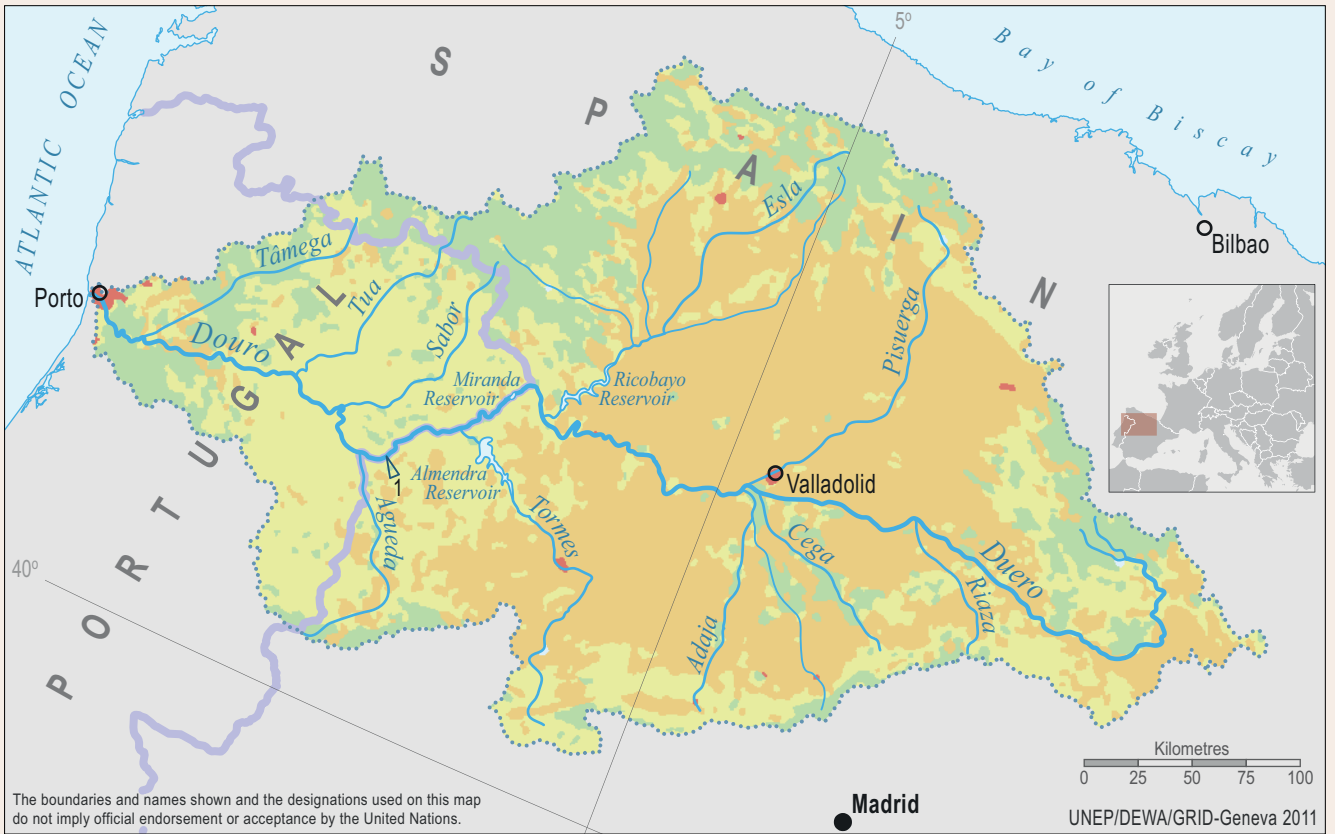 5º
ATLANTIC OCEAN
Bay of Biscay
SPAIN
PORTUGAL
Esla
Bilbao
Tâmega
Porto
Tua
Douro
Sabor
Pisuerga
Miranda
Reservoir
Ricobayo
Reservoir
Valladolid
Almendra
Reservoir
1
Agueda
Tormes
Cega
Duero
Riaza
Adaja
40º
Kilometres
0 25 50 75 100
Madrid
The boundaries and names shown and the designations used on this map
do not imply official endorsement or acceptance by the United Nations.
UNEP/DEWA/GRID-Geneva 2011